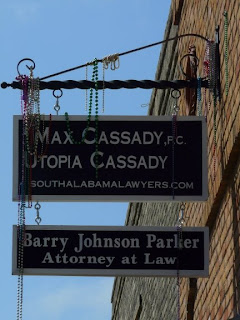 MAX CASSADY, P.C.
UTOPIA CASSADY
SOUTHALABAMALAWYERS.COM
Barry Johnson Parker
Attorney at Law